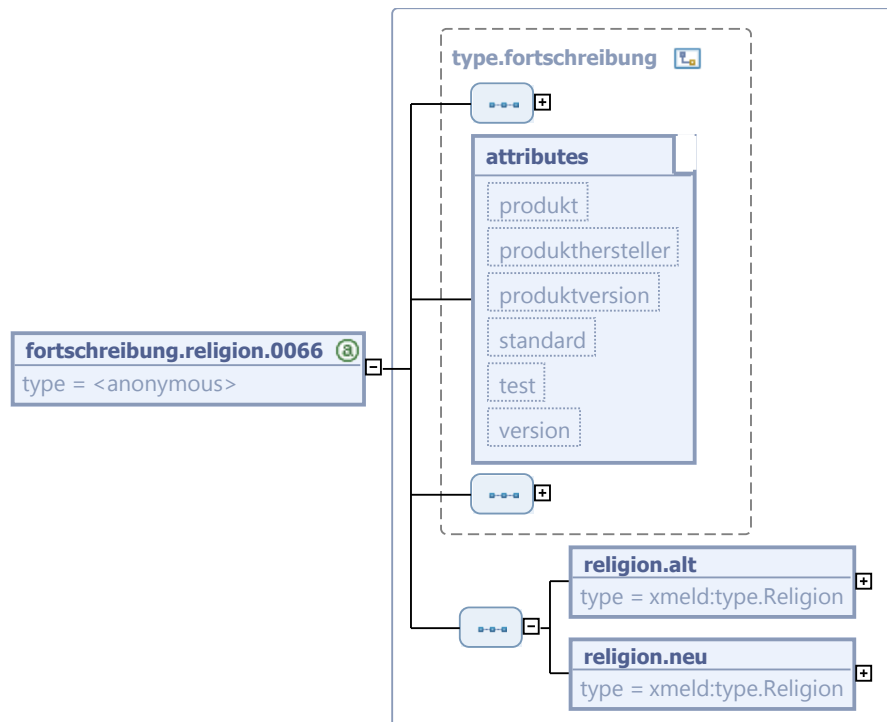 type.fortschreibung
attributes
produkt
produkthersteller
produktversion
standard
test
version
fortschreibung.religion.0066 a
type = <anonymous>
religion.alt
type = xmeld:type.Religion
religion.neu
type = xmeld:type.Religion